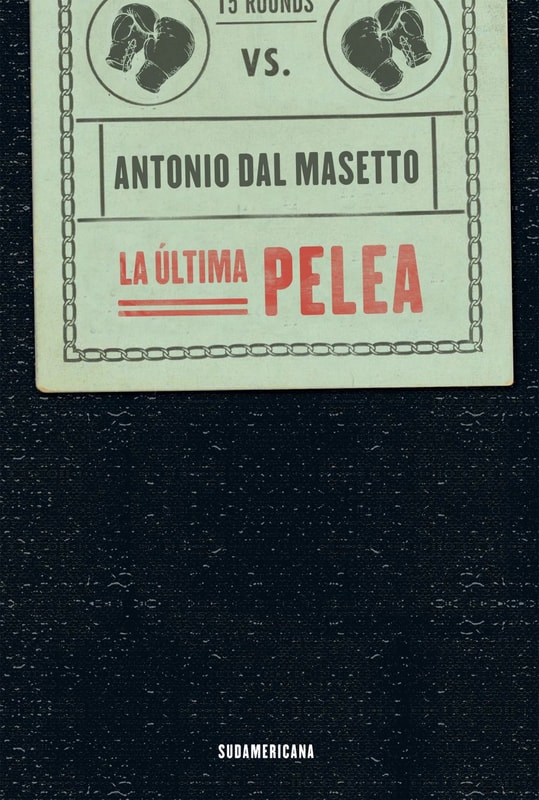 15 ROUNDS
VS.
ANTONIO DAL MASETTO
LA ÚLTIMA PELEA
SUDAMERICANA